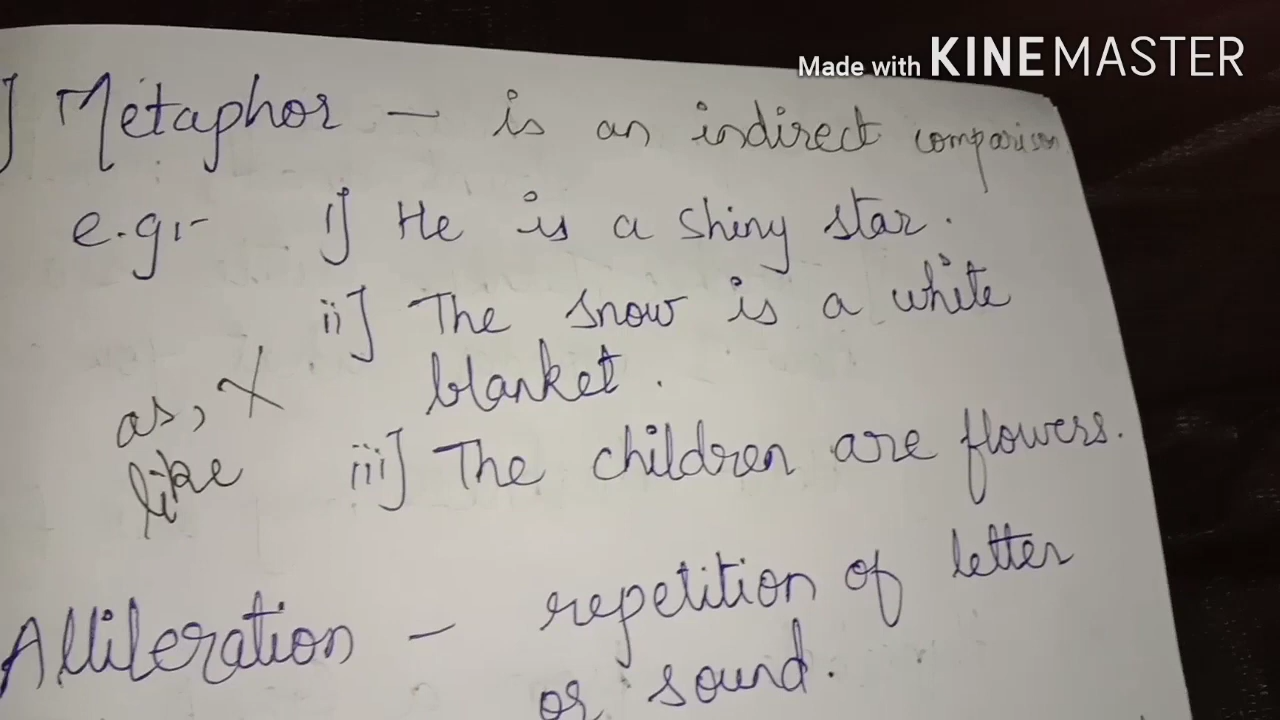 Made with KINEMASTER
] Metaphor – is an indirect comparison
e.g:- i] He is a shiny star.
ii] The snow is a white
blanket.
as, X
like
iii] The children are flowers.
Alliteration – repetition of letter
or sound.